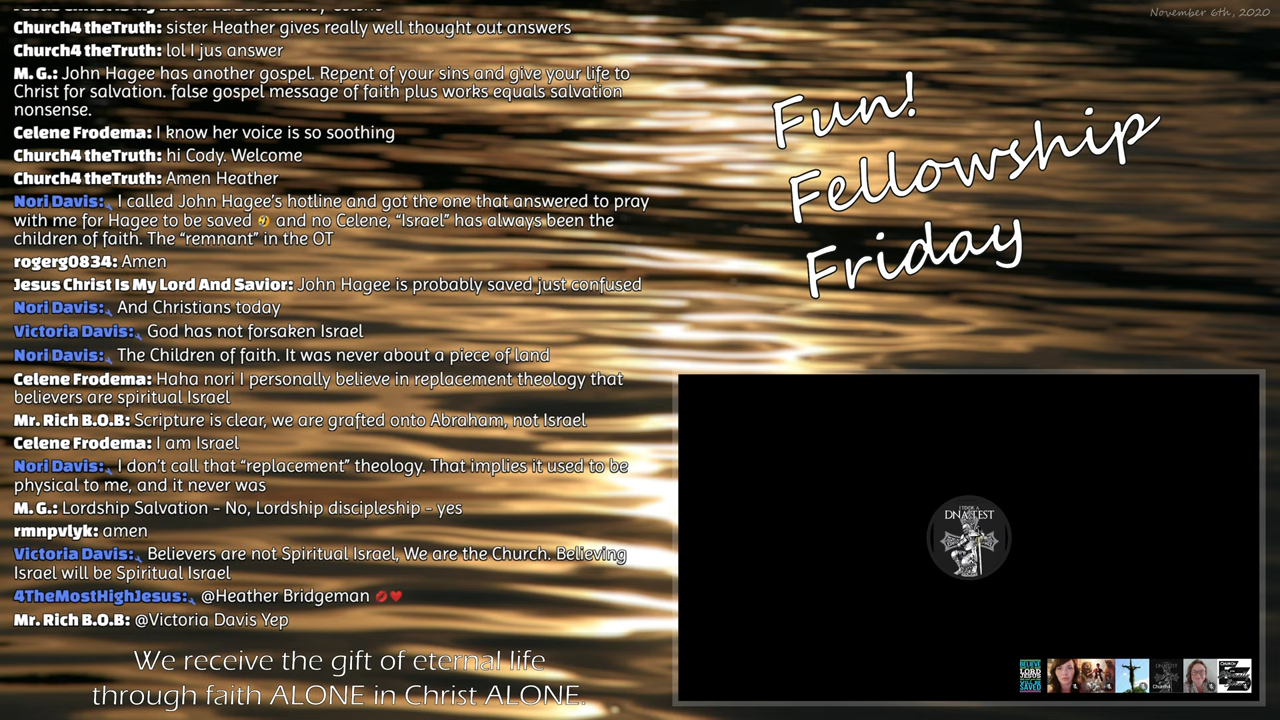 November 6th, 2020
Church4 theTruth: sister Heather gives really well thought out answers
Church4 theTruth: lol I jus answer
M. G.: John Hagee has another gospel. Repent of your sins and give your life to
Christ for salvation. false gospel message of faith plus works equals salvation
nonsense.
Celene Frodema: I know her voice is so soothing
Church4 theTruth: hi Cody. Welcome
Church4 theTruth: Amen Heather
Nori Davis: I called John Hagee's hotline and got the one that answered to pray
with me for Hagee to be saved 🤣 and no Celene, “Israel” has always been the
children of faith. The “remnant” in the OT
rogerg0834: Amen
Jesus Christ Is My Lord And Savior: John Hagee is probably saved just confused
Nori Davis: And Christians today
Victoria Davis: God has not forsaken Israel
Nori Davis: The Children of faith. It was never about a piece of land
Celene Frodema: Haha nori I personally believe in replacement theology that
believers are spiritual Israel
Mr. Rich B.O.B: Scripture is clear, we are grafted onto Abraham, not Israel
Celene Frodema: I am Israel
Nori Davis: I don't call that “replacement” theology. That implies it used to be
physical to me, and it never was
M. G.: Lordship Salvation - No, Lordship discipleship - yes
rmnpvlyk: amen
Victoria Davis: Believers are not Spiritual Israel, We are the Church. Believing
Israel will be Spiritual Israel
4TheMostHighJesus: @Heather Bridgeman 💋❤️
Mr. Rich B.O.B: @Victoria Davis Yep
We receive the gift of eternal life
through faith ALONE in Christ ALONE.
Fun!
Fellowship
Friday
I TOOK A
DNA TEST
BELIEVE
LORD
JESUS
SAVED